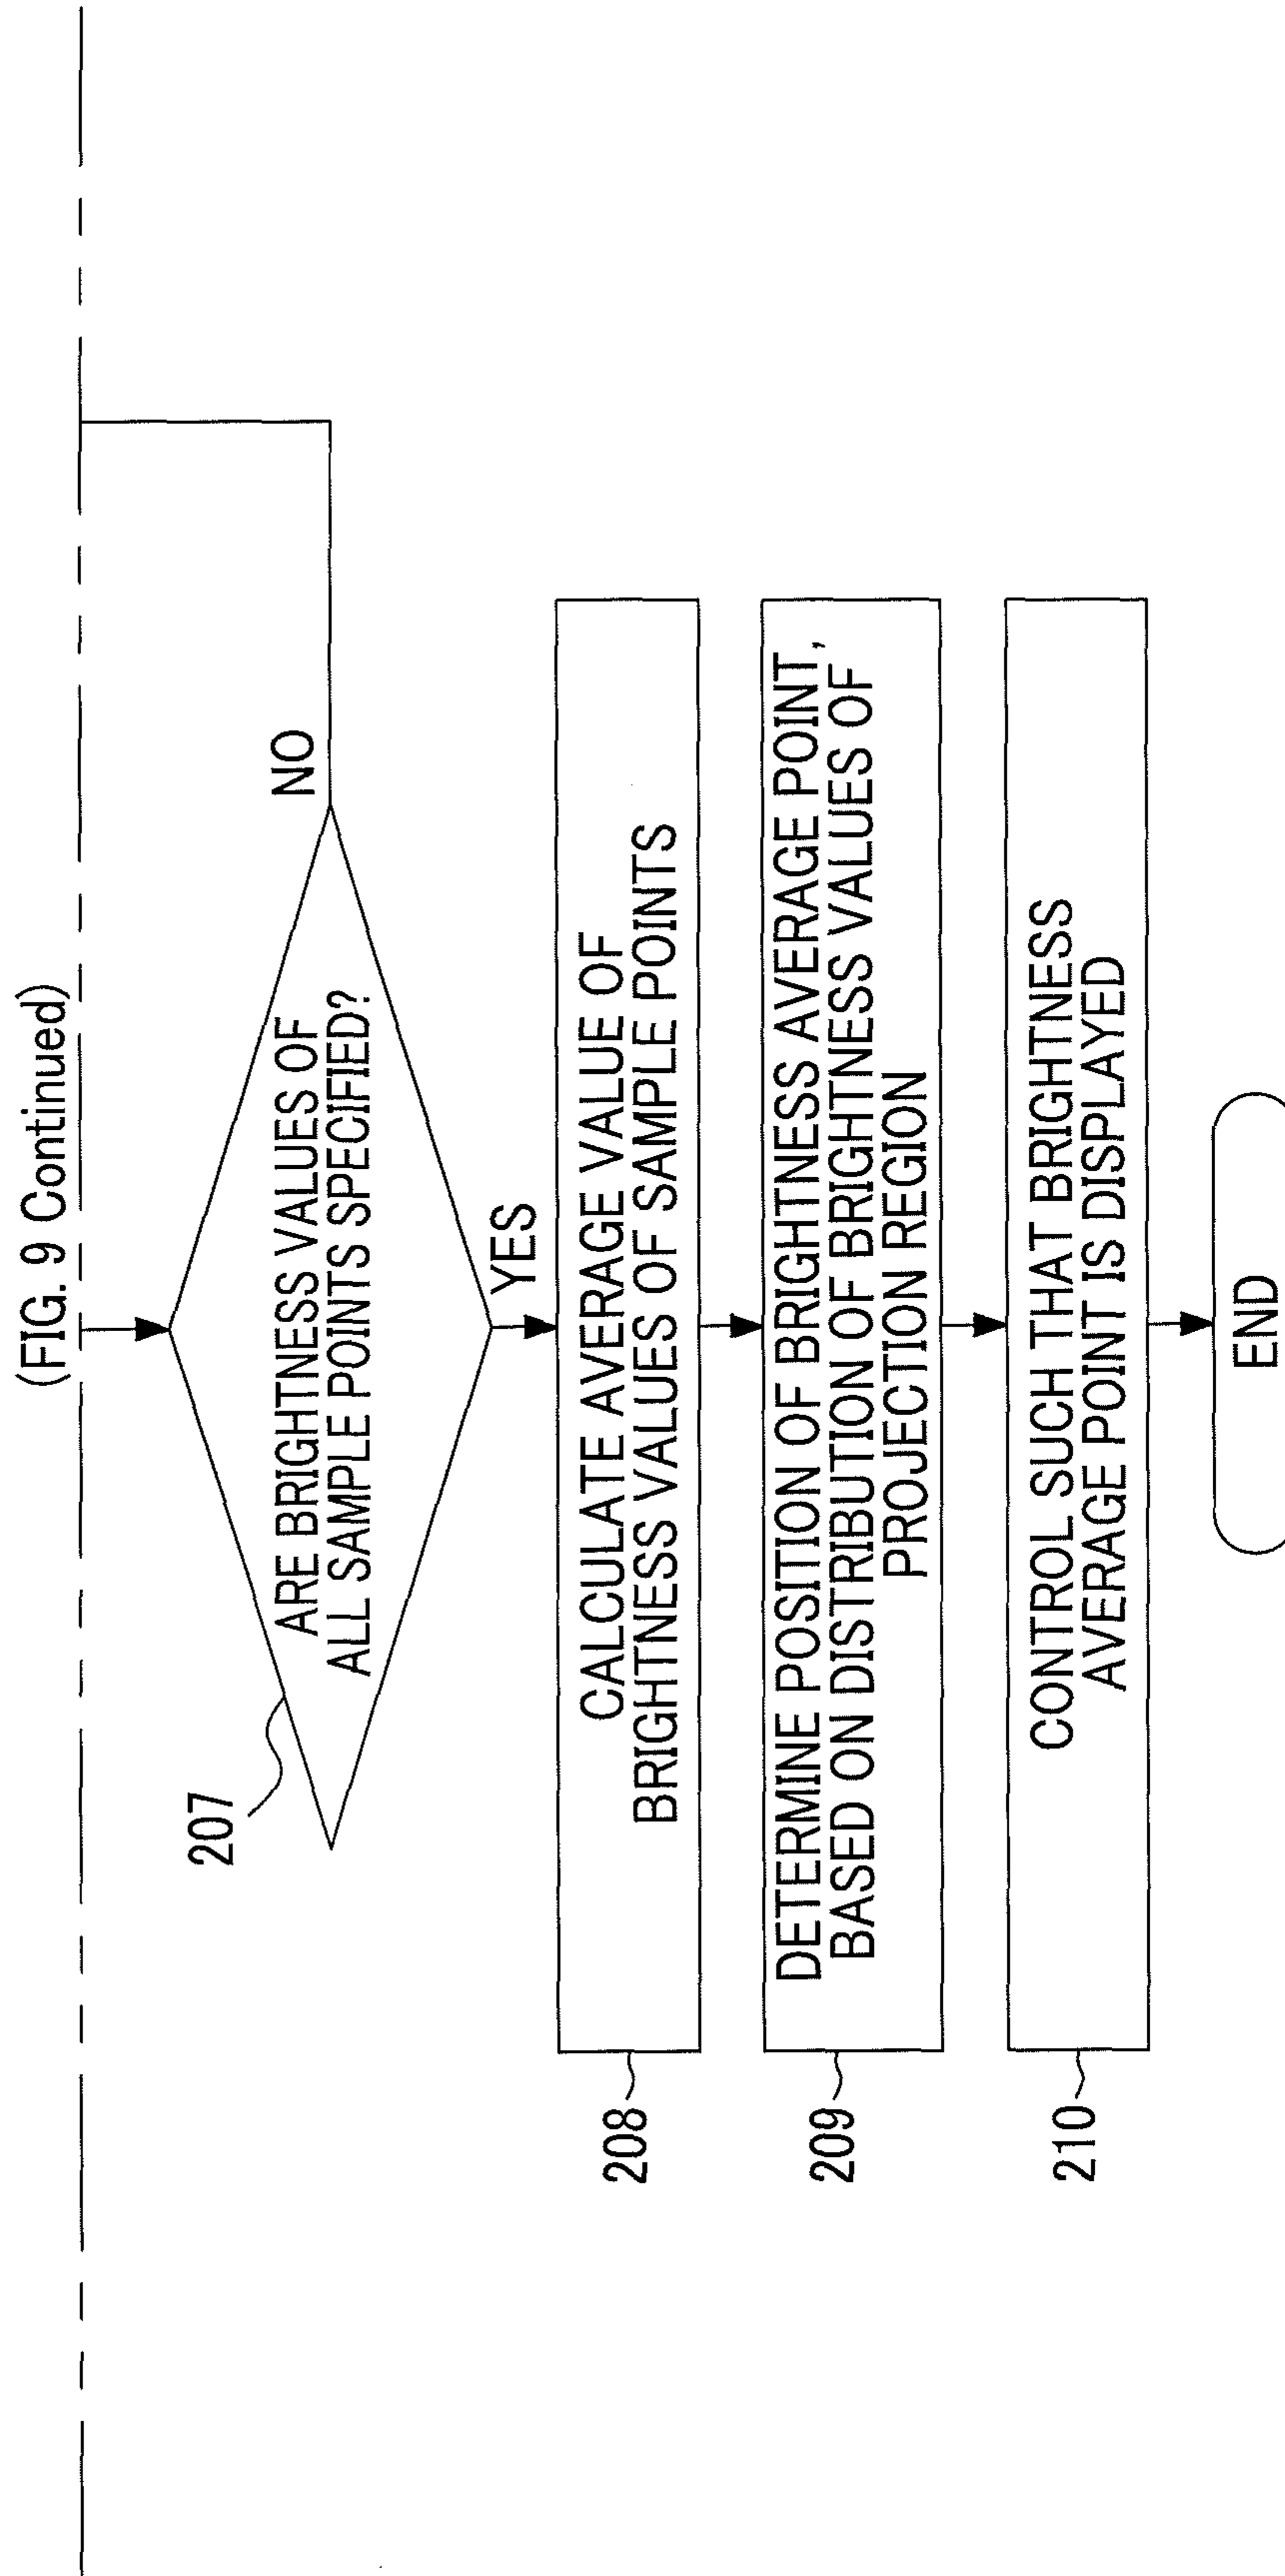 (FIG. 9 Continued)
207
ARE BRIGHTNESS VALUES OF
ALL SAMPLE POINTS SPECIFIED?
NO
YES
208
CALCULATE AVERAGE VALUE OF
BRIGHTNESS VALUES OF SAMPLE POINTS
209
DETERMINE POSITION OF BRIGHTNESS AVERAGE POINT,
BASED ON DISTRIBUTION OF BRIGHTNESS VALUES OF
PROJECTION REGION
210
CONTROL SUCH THAT BRIGHTNESS
AVERAGE POINT IS DISPLAYED
END